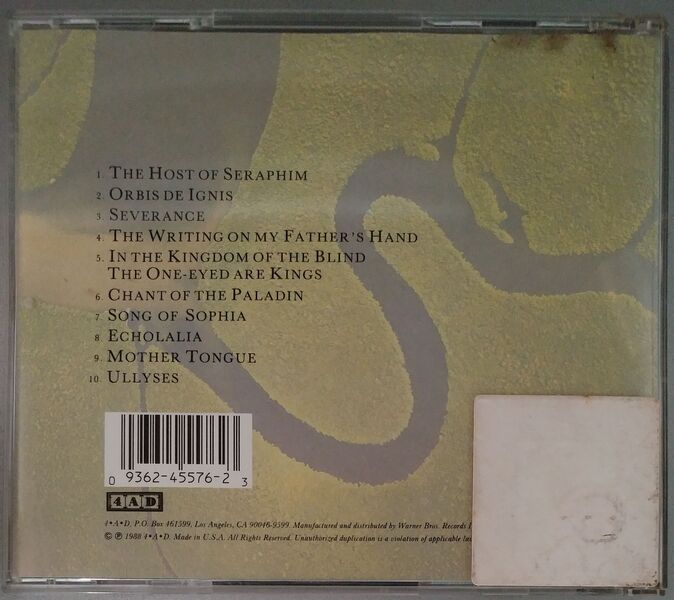 1. THE HOST OF SERAPHIM
2. ORBIS DE IGNIS
3. SEVERANCE
4. THE WRITING ON MY FATHER'S HAND
5. IN THE KINGDOM OF THE BLIND
THE ONE-EYED ARE KINGS
6. CHANT OF THE PALADIN
7. SONG OF SOPHIA
8. ECHOLALIA
9. MOTHER TONGUE
10. ULLYSES
0 9362-45576-2 3
4AD
4•A•D, P.O. Box 461599, Los Angeles, CA 90046-9599. Manufactured and distributed by Warner Bros. Records
© ℗ 1988 4•A•D. Made in U.S.A. All Rights Reserved. Unauthorized duplication is a violation of applicable